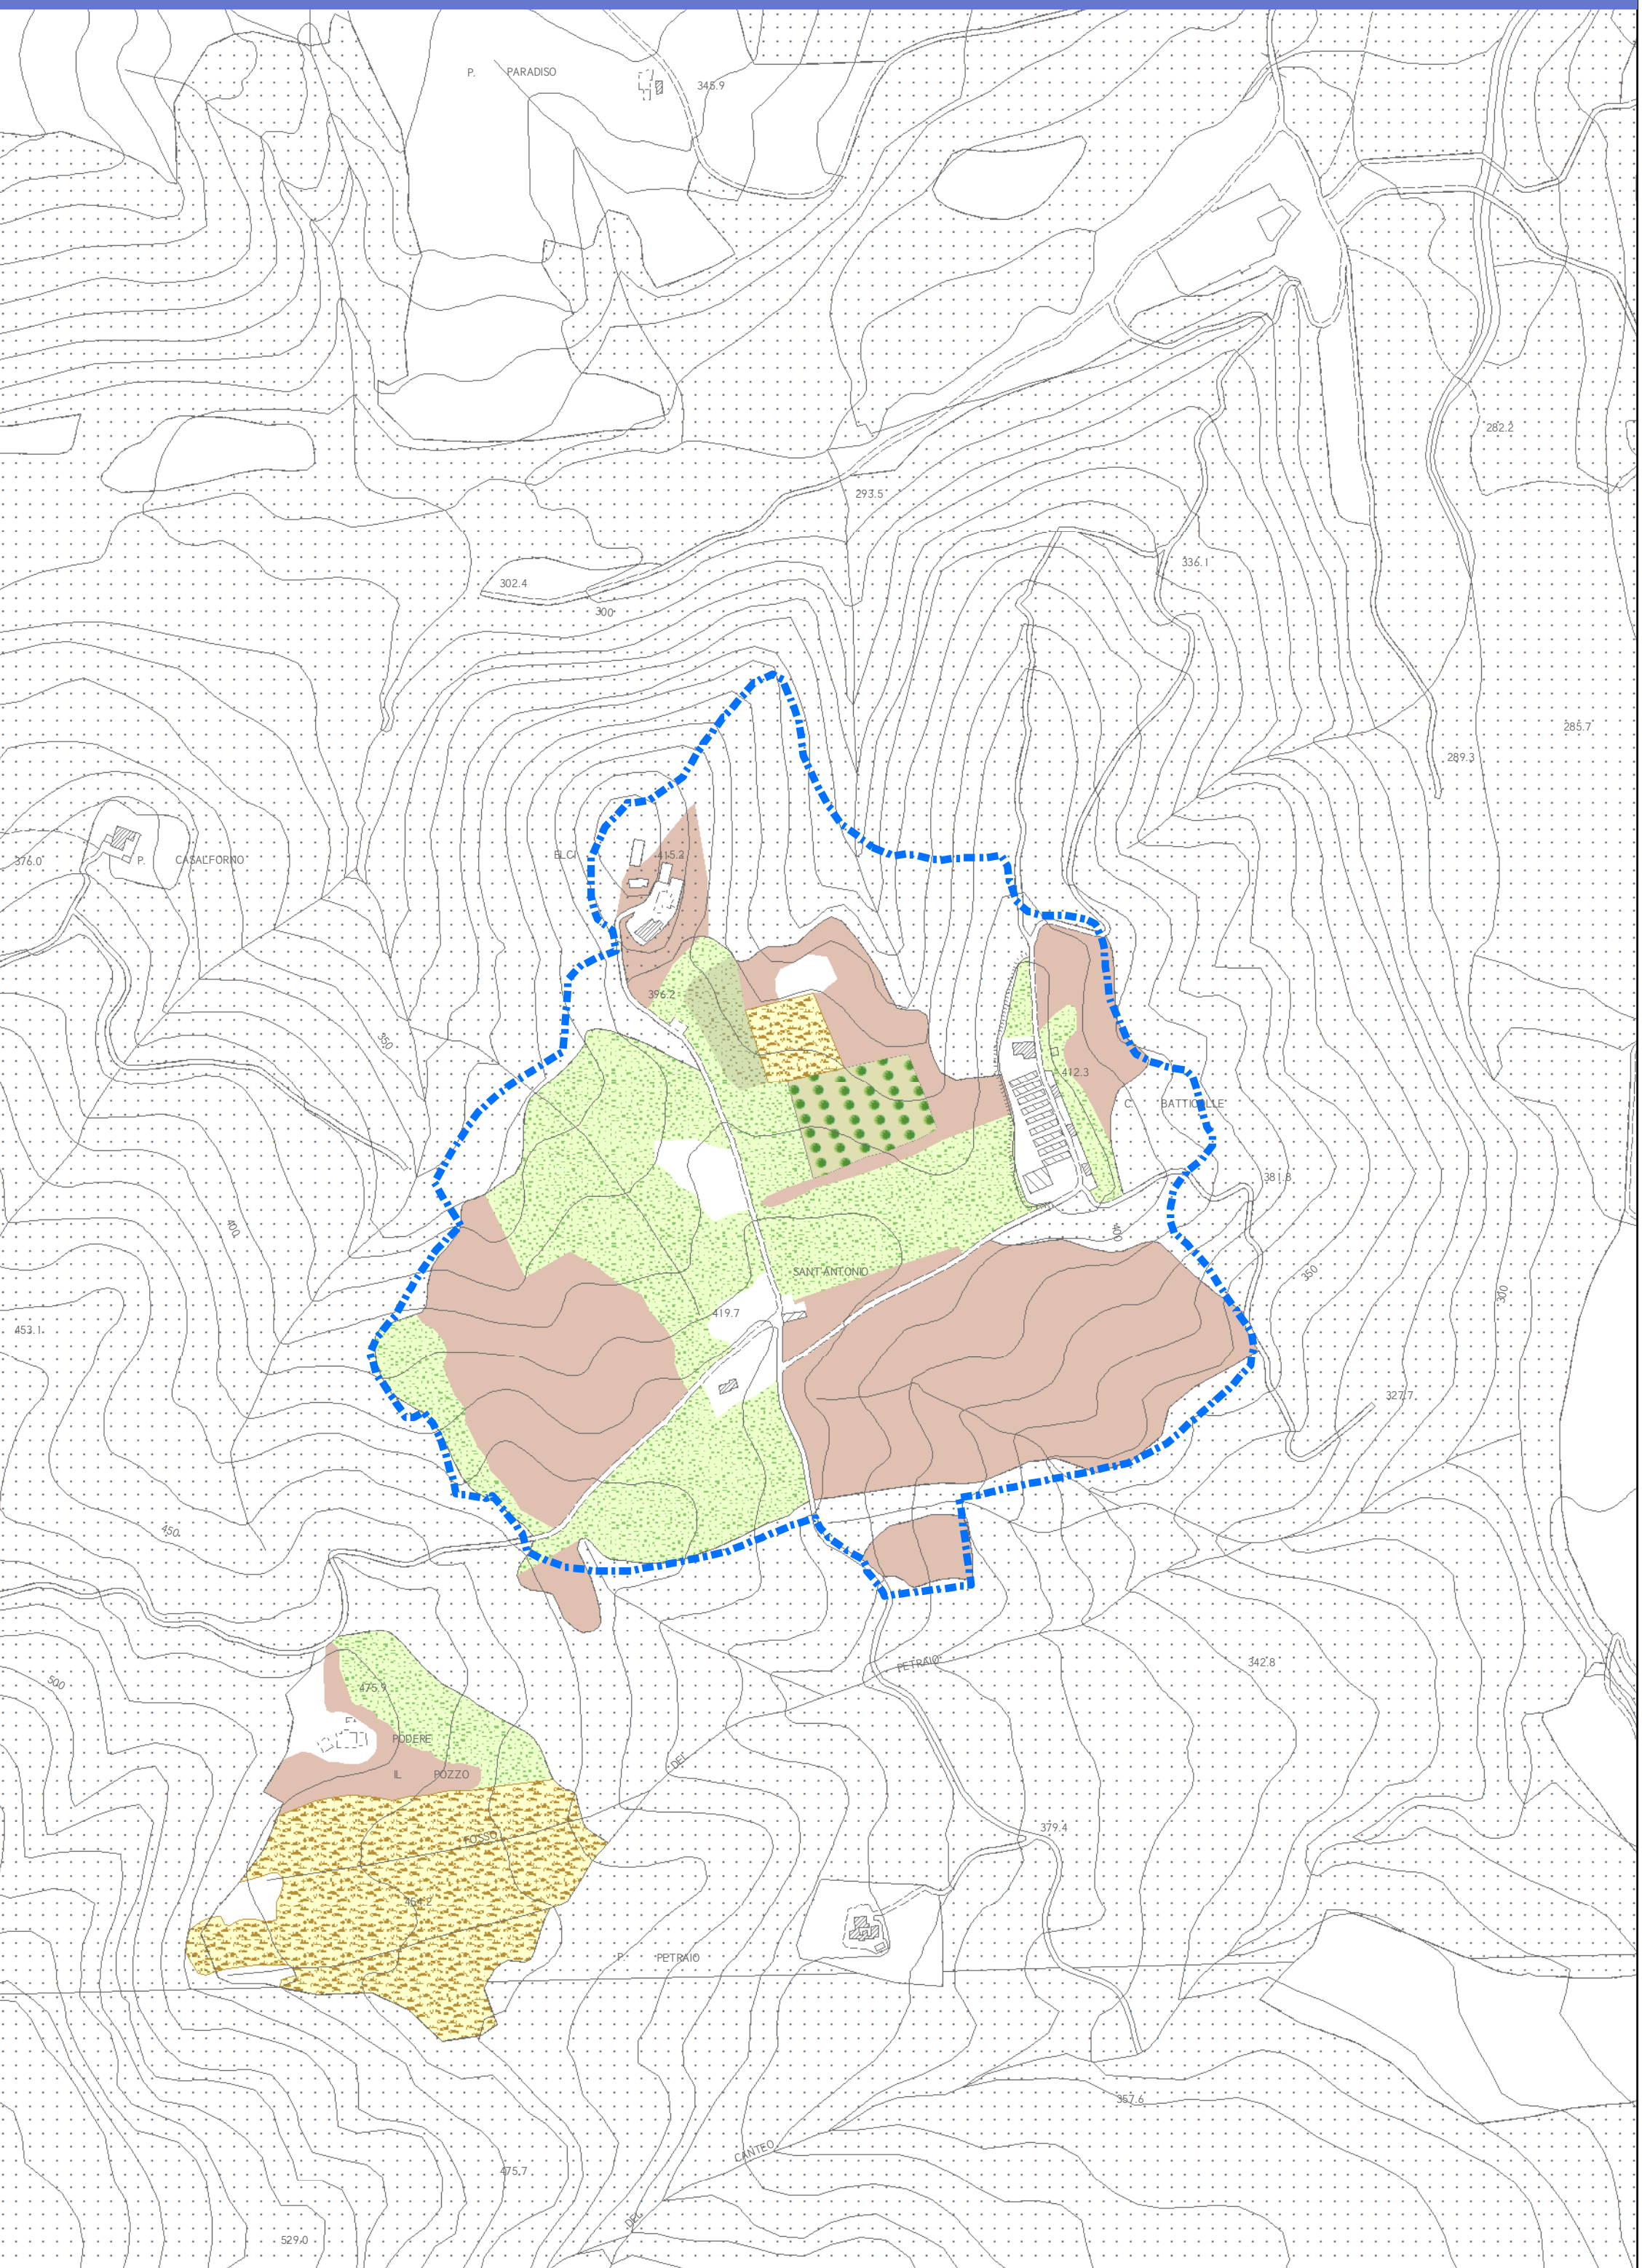 P. PARADISO
345.9
282.2
293.5
336.1
302.4
300
285.7
289.3
ELCI
415.2
376.0
P. CASALFORNO
396.2
350
412.3
C. BATTICALLE
381.8
400
400
SANT'ANTONIO
350
300
419.7
453.1
327.7
450
PETRAIO
342.8
500
475.9
PODERE
DEL
IL POZZO
379.4
FOSSO
454.2
P. PETRAIO
357.6
CANTEO
475.7
DEL
529.0